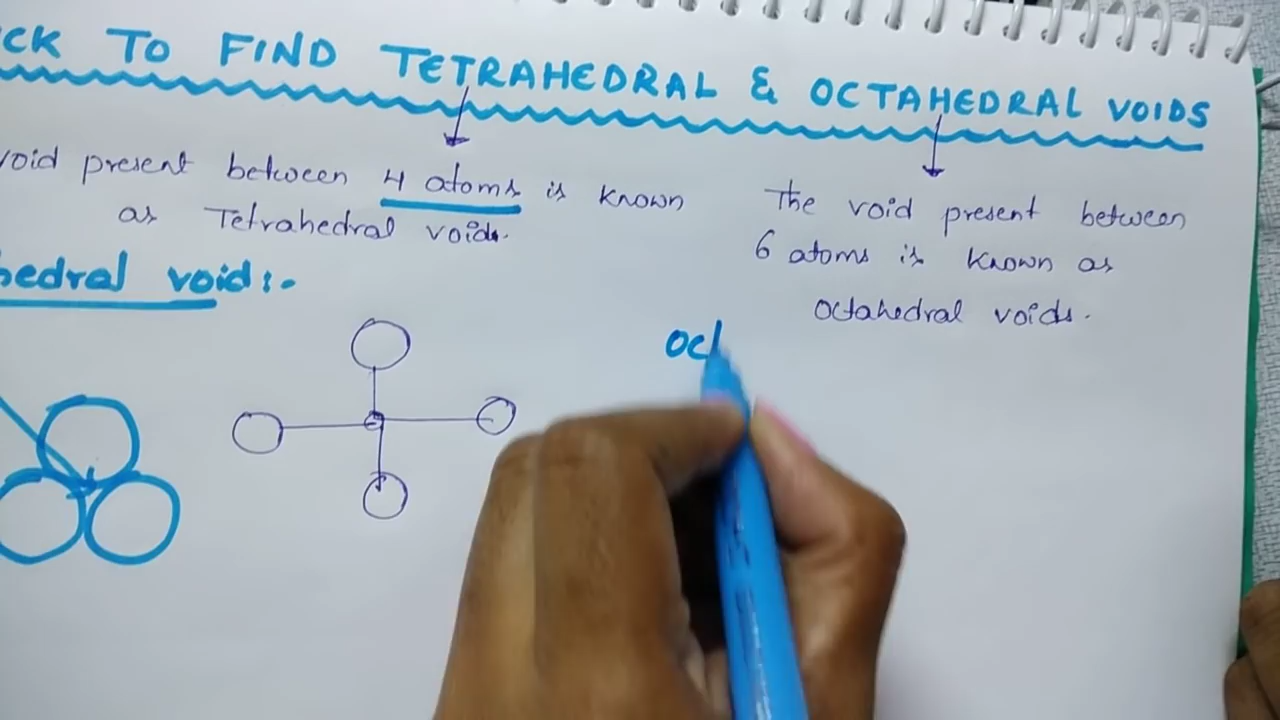 CK TO FIND TETRAHEDRAL & OCTAHEDRAL VOIDS
void present between 4 atoms is known
as Tetrahedral voids.
The void present between
6 atoms is known as
octahedral voids.
hedral void:-
Oct